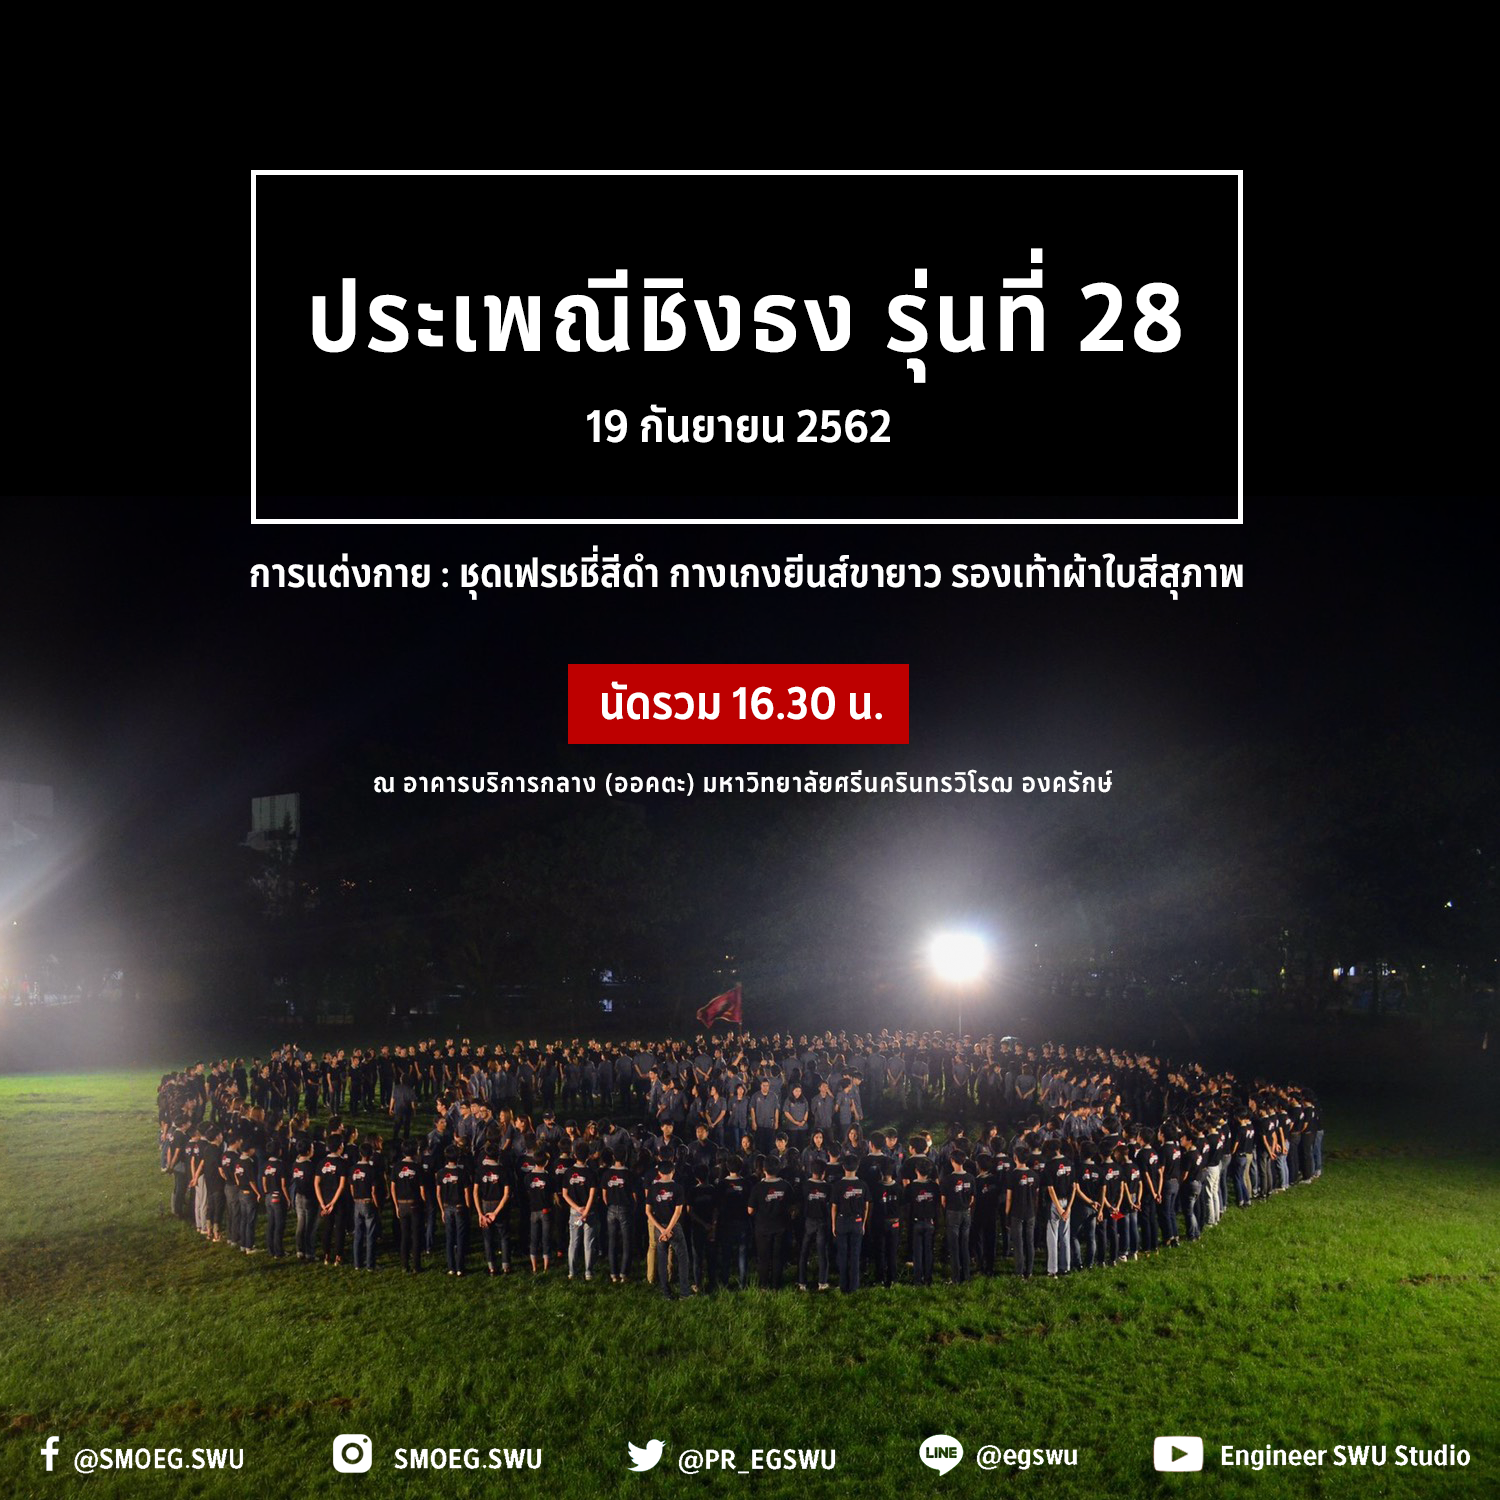 ประเพณีชิงธง รุ่นที่ 28
19 กันยายน 2562
การแต่งกาย : ชุดเฟรชชี่สีดำ กางเกงยีนส์ขายาว รองเท้าผ้าใบสีสุภาพ
นัดรวม 16.30 น.
ณ อาคารบริการกลาง (ออคตะ) มหาวิทยาลัยศรีนครินทรวิโรฒ องครักษ์
@SMOEG.SWU
SMOEG.SWU
@PR_EGSWU
LINE @egswu
Engineer SWU Studio